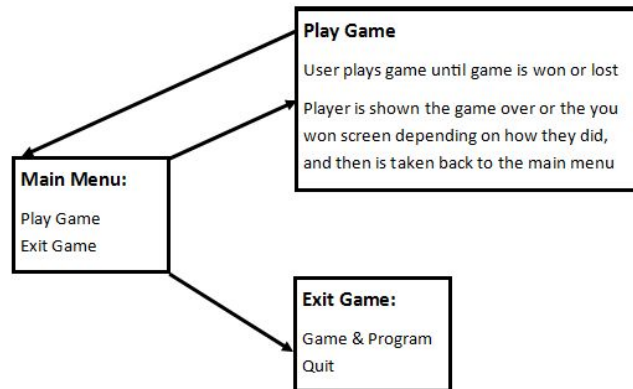 Play Game
User plays game until game is won or lost
Player is shown the game over or the you
won screen depending on how they did,
and then is taken back to the main menu
Main Menu:
Play Game
Exit Game
Exit Game:
Game & Program
Quit